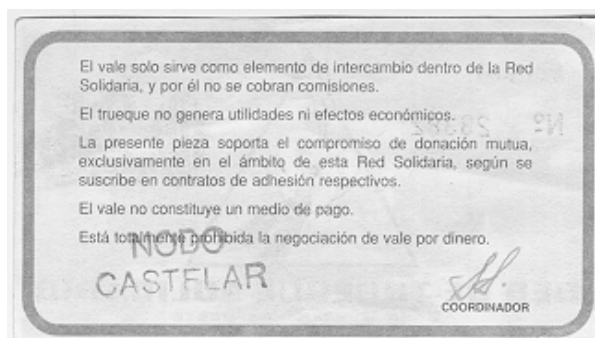 El vale solo sirve como elemento de intercambio dentro de la Red
Solidaria, y por él no se cobran comisiones.
El trueque no genera utilidades ni efectos económicos.
La presente pieza soporta el compromiso de donación mutua,
exclusivamente en el ámbito de esta Red Solidaria, según se
suscribe en contratos de adhesión respectivos.
El vale no constituye un medio de pago.
Está totalmente prohibida la negociación de vale por dinero.
NODO
CASTELAR
COORDINADOR